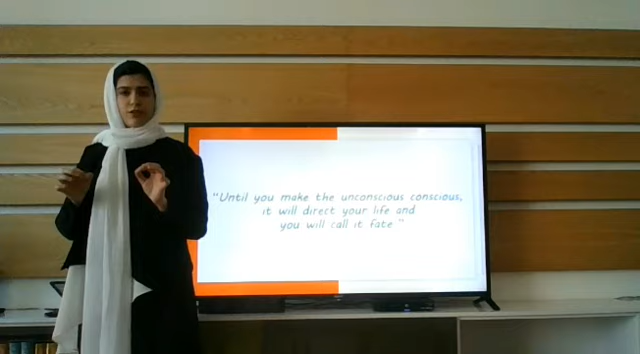 "Until you make the unconscious conscious,
it will direct your life and
you will call it fate"